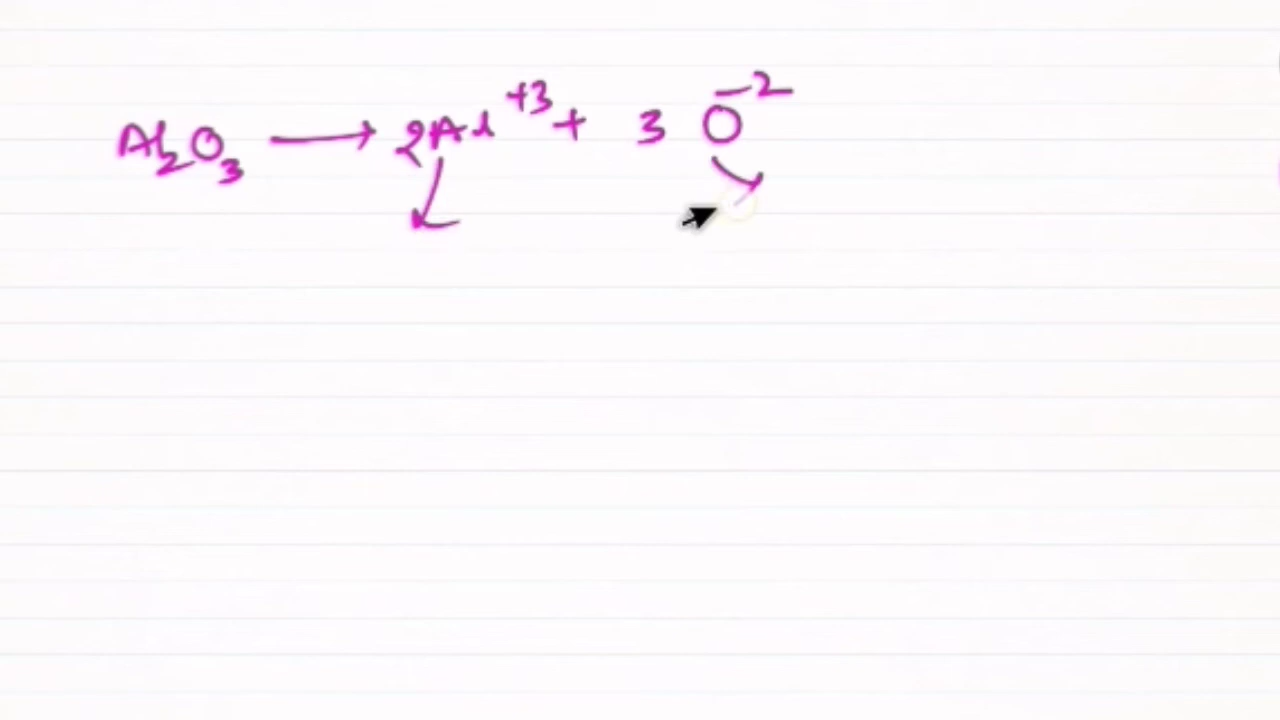 Al₂O₃ → 2Al⁺³ + 3 O⁻²